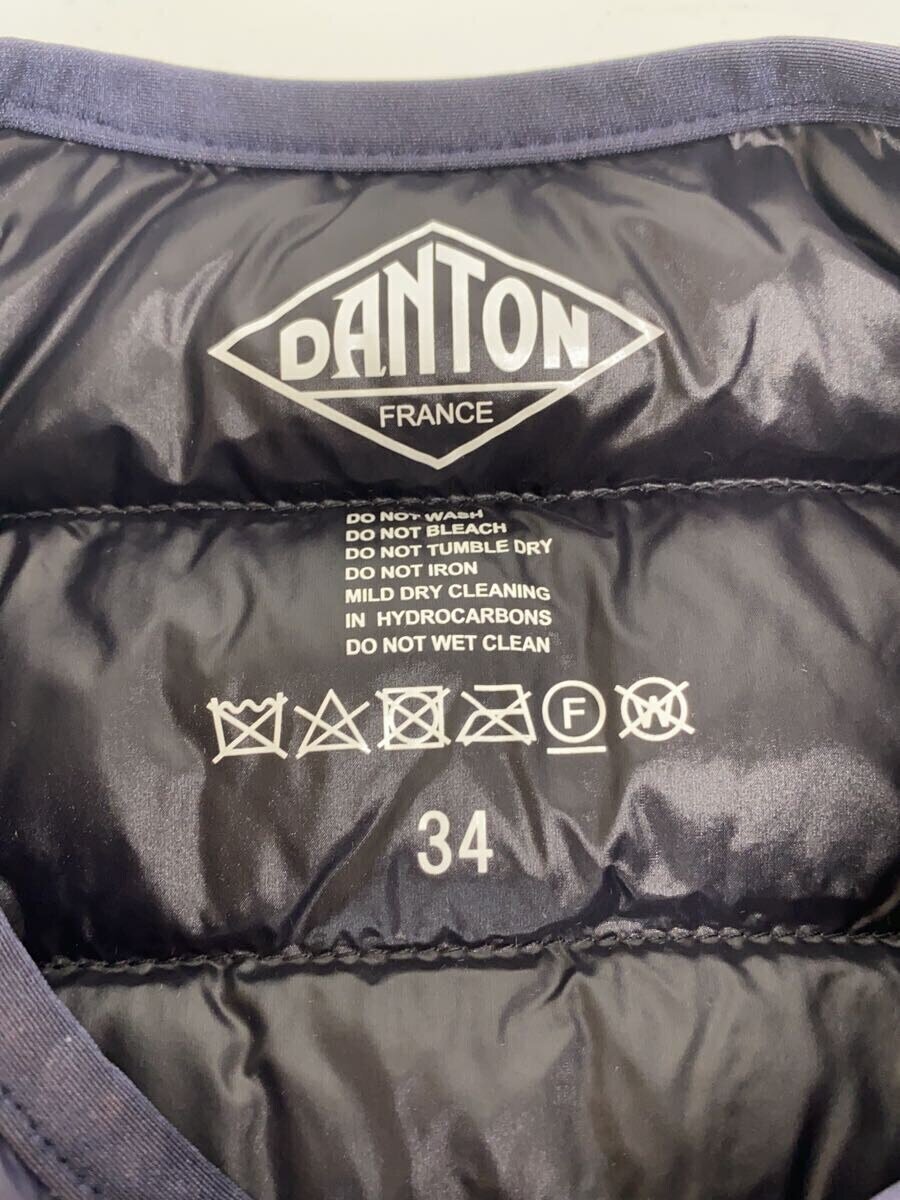 DANTON
FRANCE
DO NOT WASH
DO NOT BLEACH
DO NOT TUMBLE DRY
DO NOT IRON
MILD DRY CLEANING
IN HYDROCARBONS
DO NOT WET CLEAN
F W
34